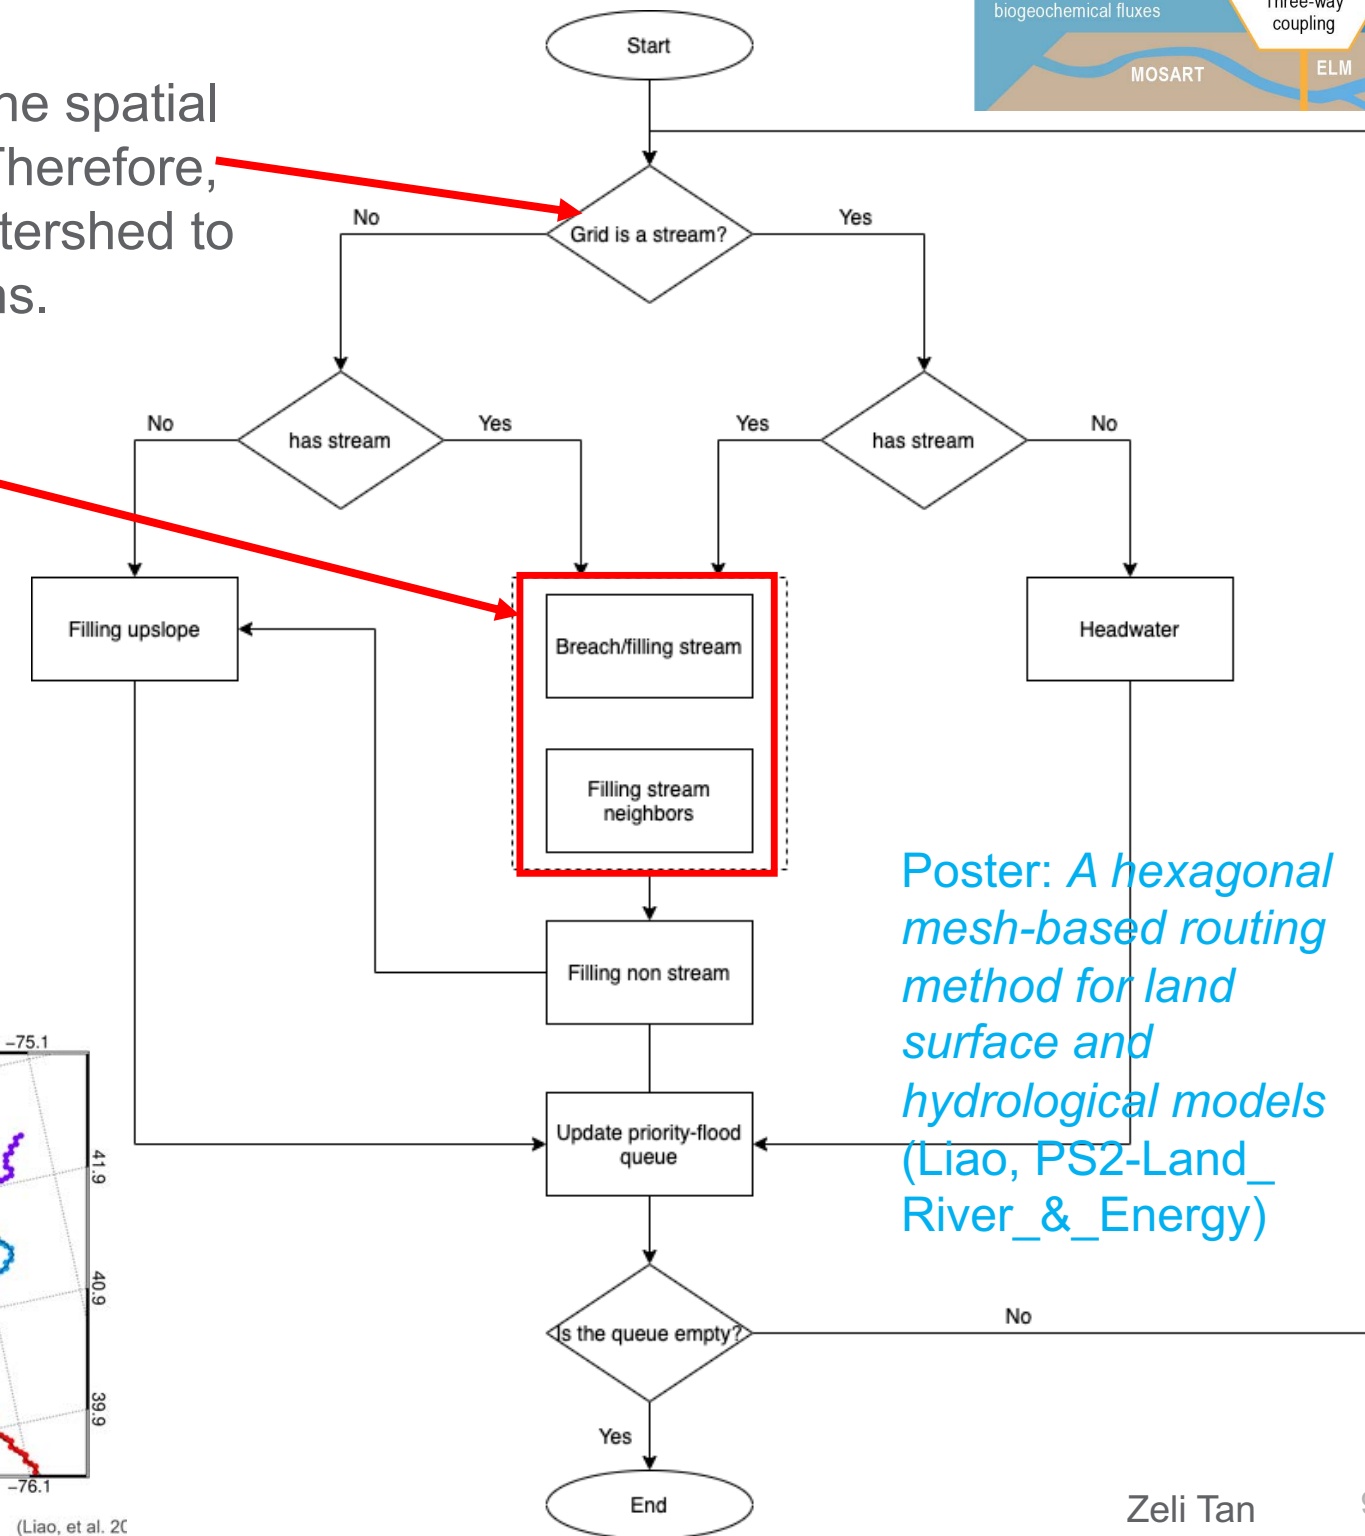 biogeochemical fluxes
Three-way
coupling
MOSART
ELM
Start
he spatial
Therefore,
tershed to
ns.
Grid is a stream?
No
Yes
has stream
No
Yes
has stream
Yes
No
Filling upslope
Breach/filling stream
Filling stream
neighbors
Headwater
Filling non stream
Update priority-flood
queue
Is the queue empty?
No
Yes
End
Poster: A hexagonal
mesh-based routing
method for land
surface and
hydrological models
(Liao, PS2-Land_
River_&_Energy)
−75.1
41.9
40.9
39.9
−76.1
(Liao, et al. 20
Zeli Tan